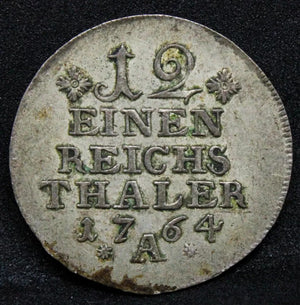 12
EINEN
REICHS
THALER
1764
A